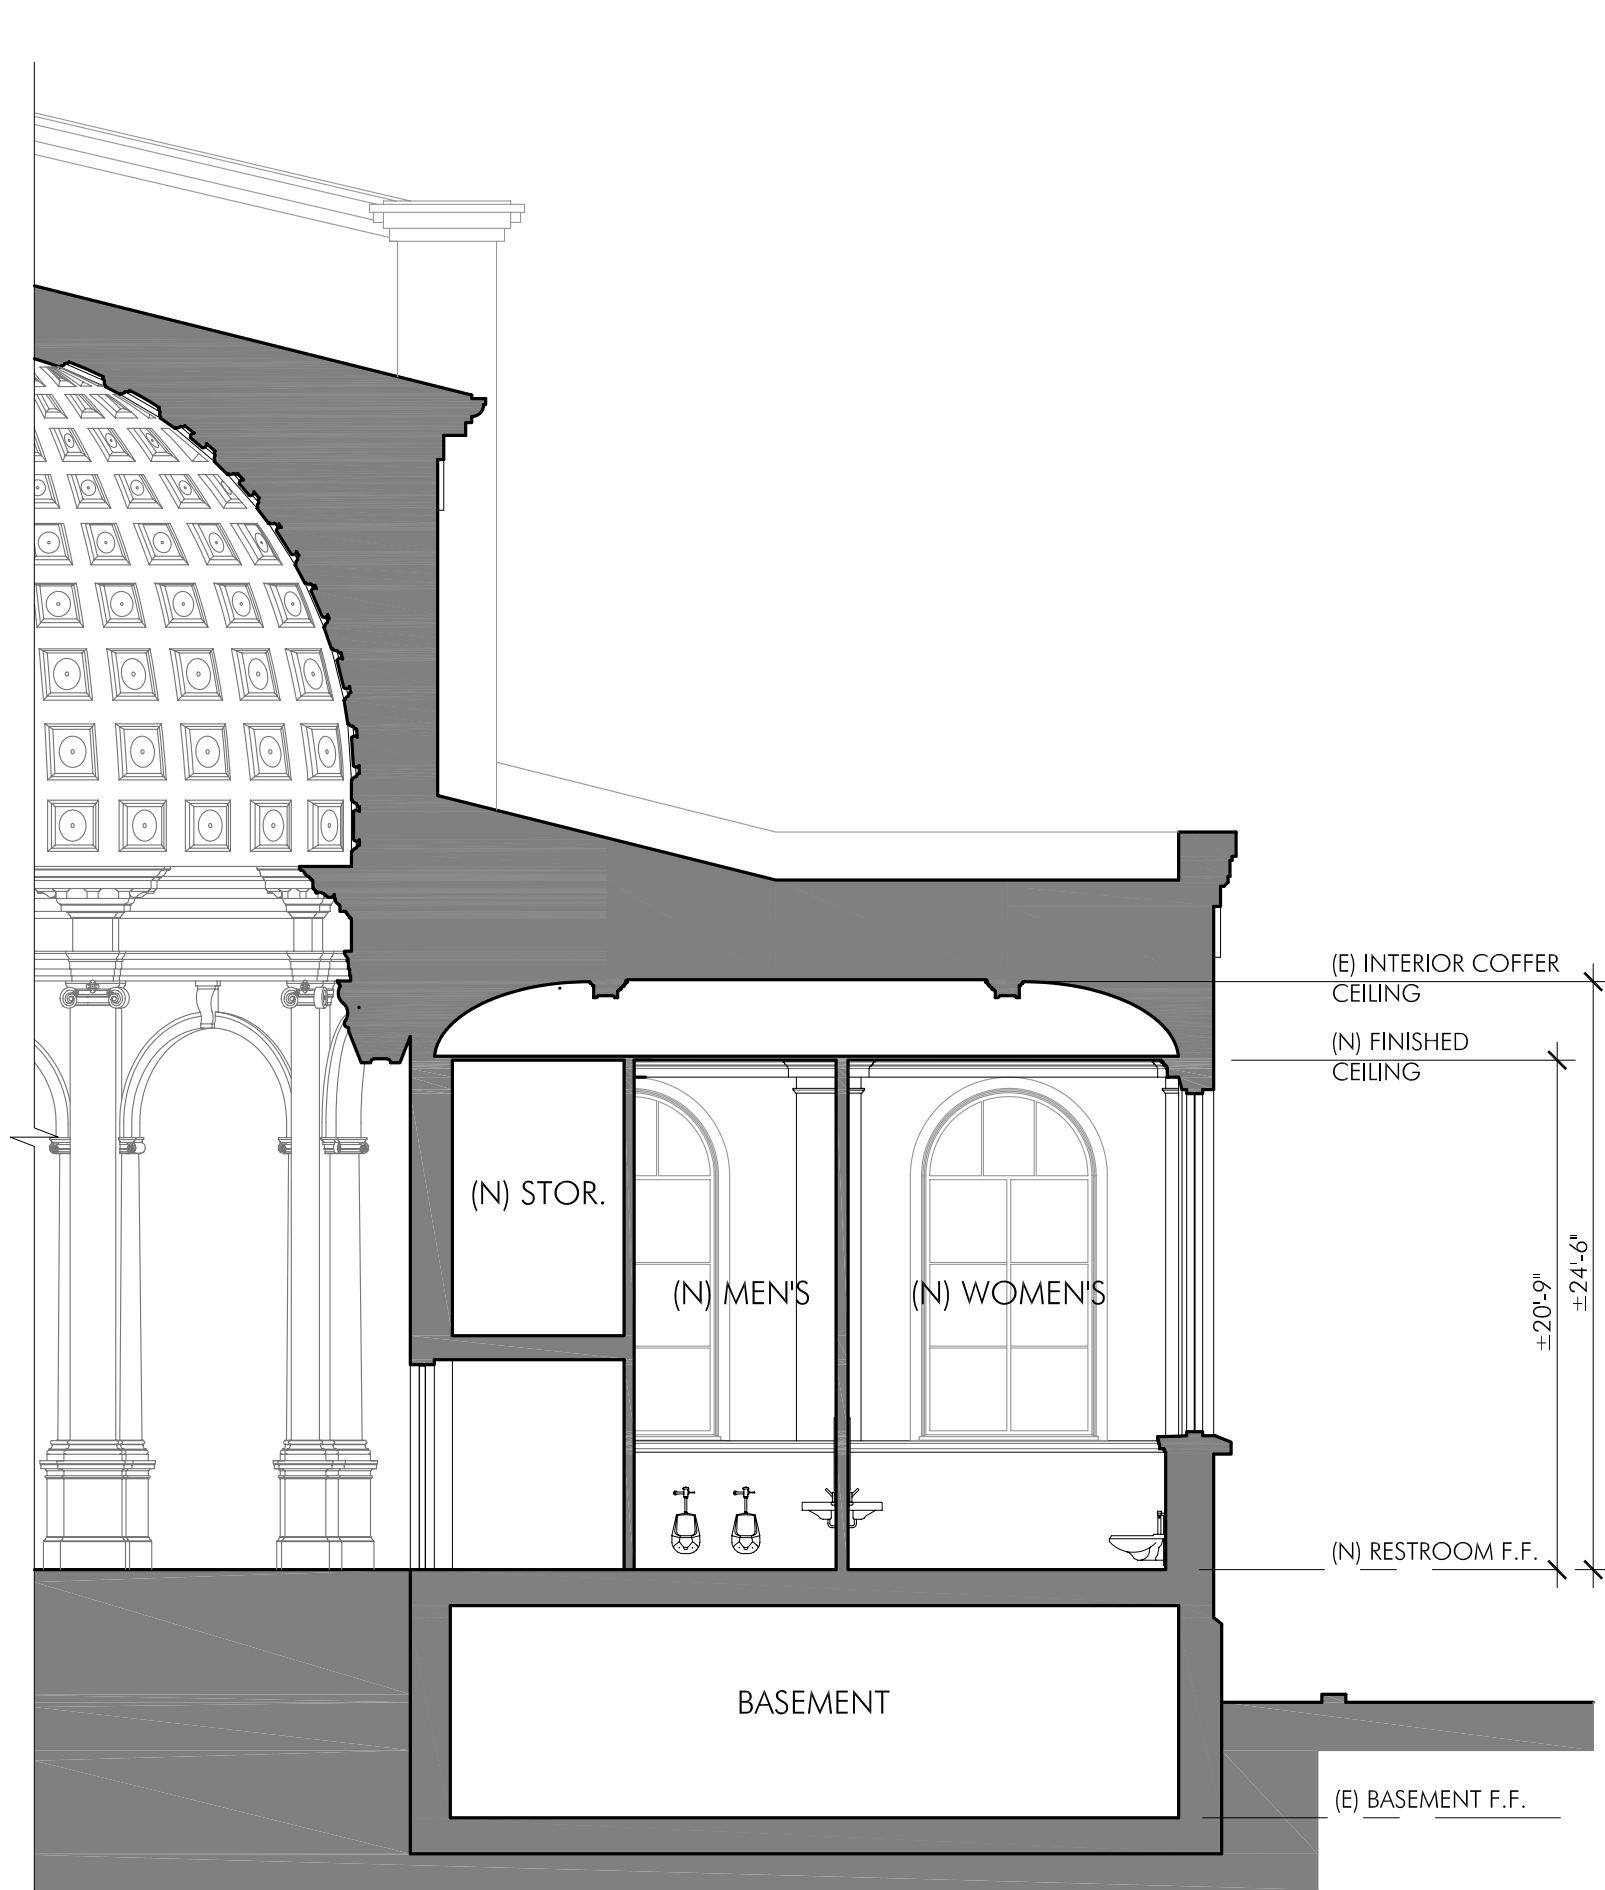 (E) INTERIOR COFFER
CEILING
(N) FINISHED
CEILING
(N) STOR.
(N) MEN'S
(N) WOMEN'S
±20'-9"
±24'-6"
(N) RESTROOM F.F.
BASEMENT
(E) BASEMENT F.F.